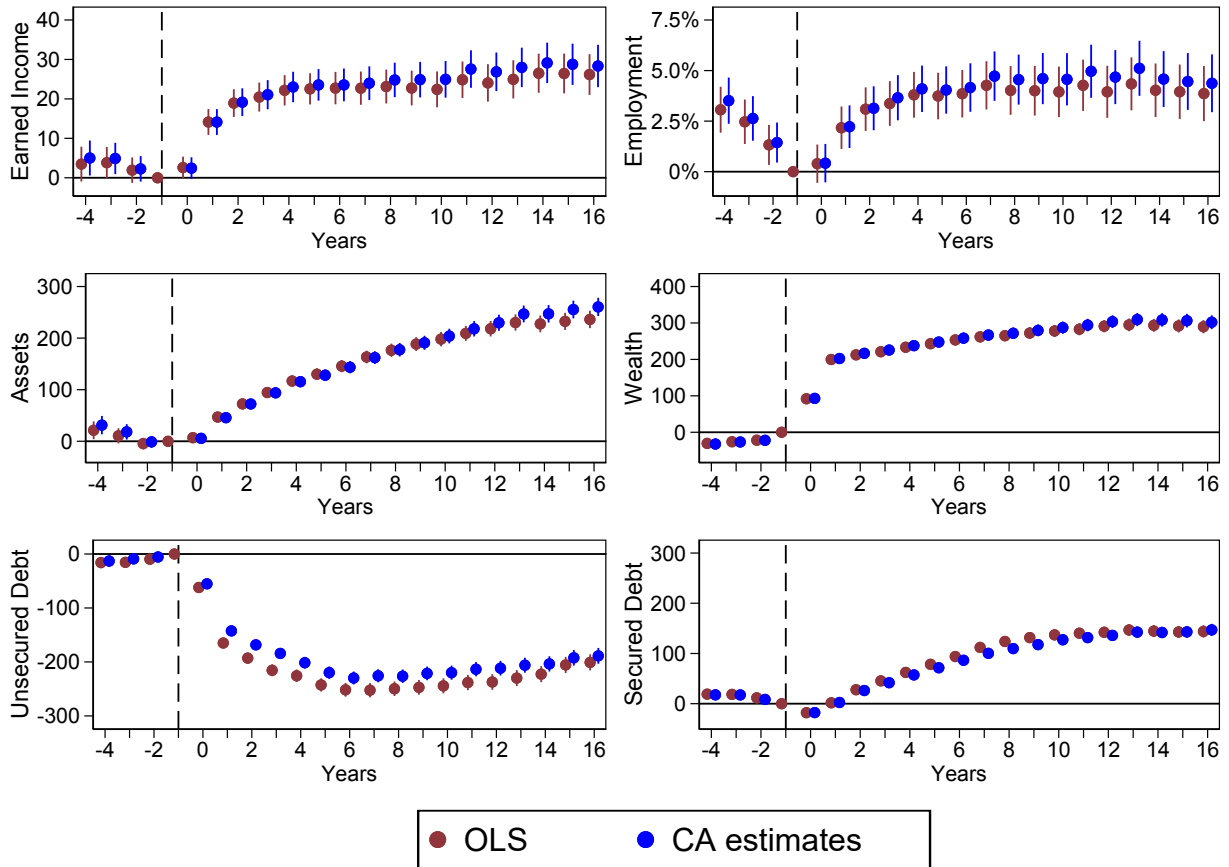 Earned Income
40
30
20
10
0
-4 -2 0 2 4 6 8 10 12 14 16
Years
Employment
7.5%
5.0%
2.5%
0%
-4 -2 0 2 4 6 8 10 12 14 16
Years
Assets
300
200
100
0
-4 -2 0 2 4 6 8 10 12 14 16
Years
Wealth
400
300
200
100
0
-4 -2 0 2 4 6 8 10 12 14 16
Years
Unsecured Debt
0
-100
-200
-300
-4 -2 0 2 4 6 8 10 12 14 16
Years
Secured Debt
300
200
100
0
-4 -2 0 2 4 6 8 10 12 14 16
Years
OLS CA estimates